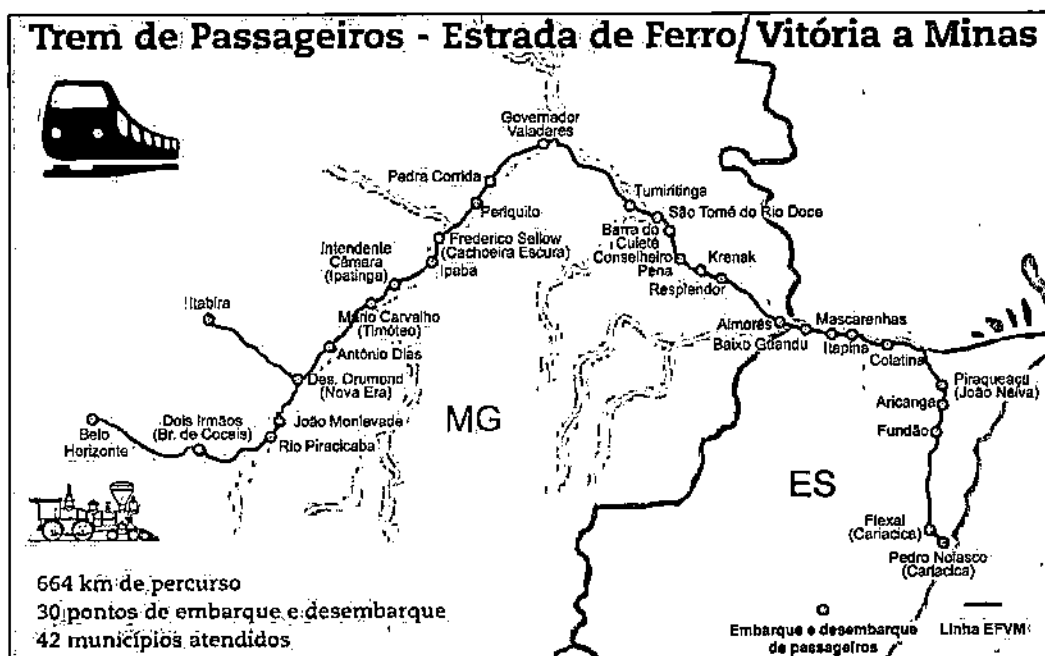 Trem de Passageiros - Estrada de Ferro Vitória a Minas
Governador
Valadares
Pedra Corrida
Periquito
Tumiritinga
São Tomé do Rio Doce
Barra do
Cuieté
Conselheiro
Pena
Krenak
Resplendor
Frederico Sellow
(Cachoeira Escura)
Intendente
Câmara
(Ipatinga)
Ipaba
Itabira
Mário Carvalho
(Timóteo)
Antônio Dias
Des. Drumond
(Nova Era)
Aimorés
Baixo Guandu
Mascarenhas
Itapina
Colatina
Piraqueaçu
(João Neiva)
Aricanga
Fundão
João Monlevade
Rio Piracicaba
Dois Irmãos
(Br. de Cocais)
Belo
Horizonte
MG
ES
Flexal
(Cariacica)
Pedro Nolasco
(Cariacica)
664 km de percurso
30 pontos de embarque e desembarque
42 municípios atendidos
Embarque e desembarque
de passageiros
Linha EFVM